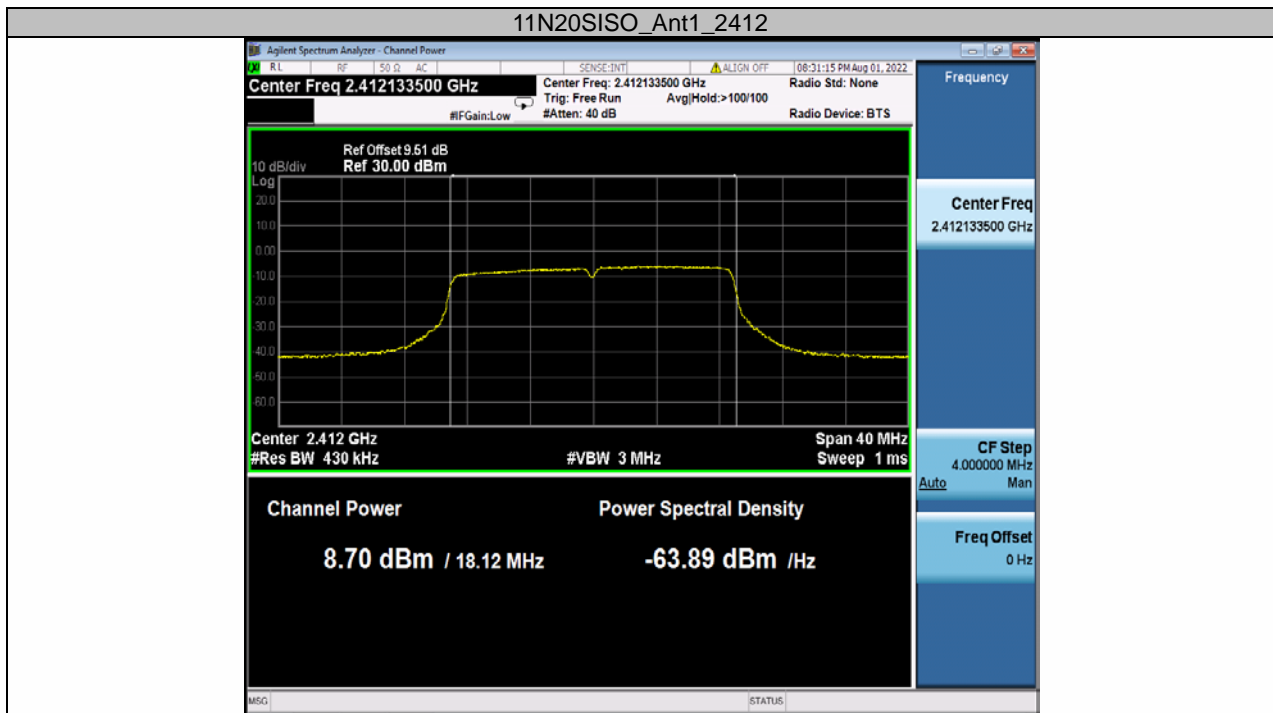 11N20SISO_Ant1_2412
Agilent Spectrum Analyzer - Channel Power
RL RF 50 Ω AC SENSE:INT ALIGN OFF 08:31:15 PM Aug 01, 2022
Center Freq 2.412133500 GHz
Center Freq: 2.412133500 GHz Radio Std: None
Trig: Free Run Avg|Hold:>100/100
#IFGain:Low #Atten: 40 dB Radio Device: BTS
Frequency
Ref Offset 9.51 dB
10 dB/div Ref 30.00 dBm
Log
20.0
10.0
0.00
-10.0
-20.0
-30.0
-40.0
-50.0
-60.0
Center 2.412 GHz Span 40 MHz
#Res BW 430 kHz #VBW 3 MHz Sweep 1 ms
Center Freq
2.412133500 GHz
CF Step
4.000000 MHz
Auto Man
Freq Offset
0 Hz
Channel Power Power Spectral Density
8.70 dBm / 18.12 MHz -63.89 dBm /Hz
MSG STATUS